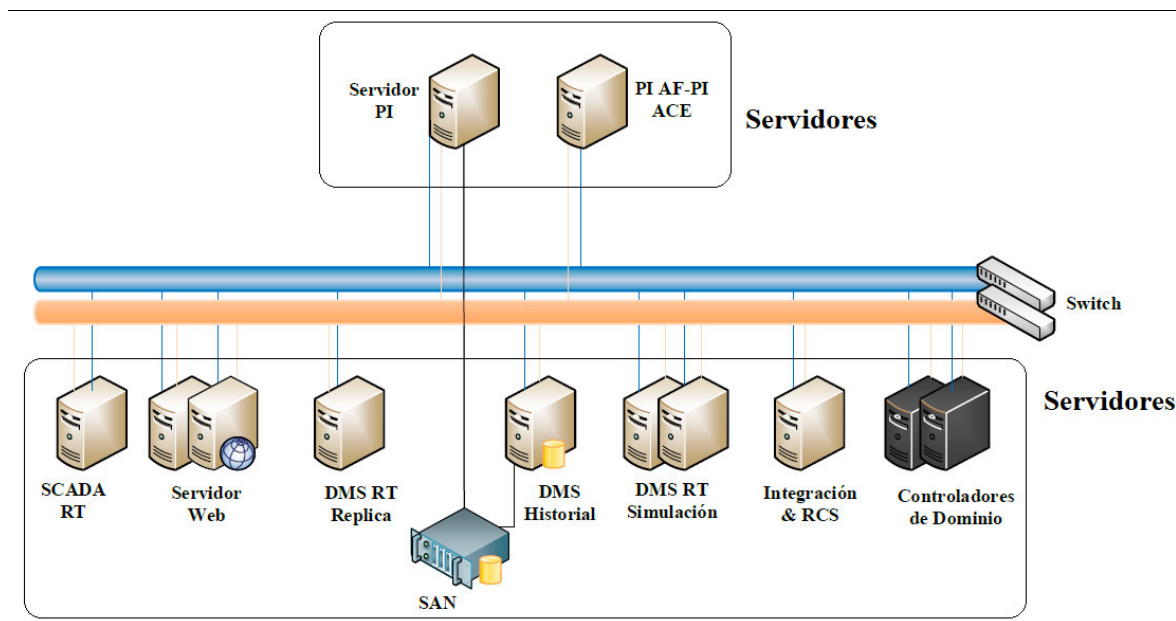 Servidor
PI
PI AF-PI
ACE
Servidores
Switch
Servidores
SCADA
RT
Servidor
Web
DMS RT
Replica
DMS
Historial
DMS RT
Simulación
Integración
& RCS
Controladores
de Dominio
SAN